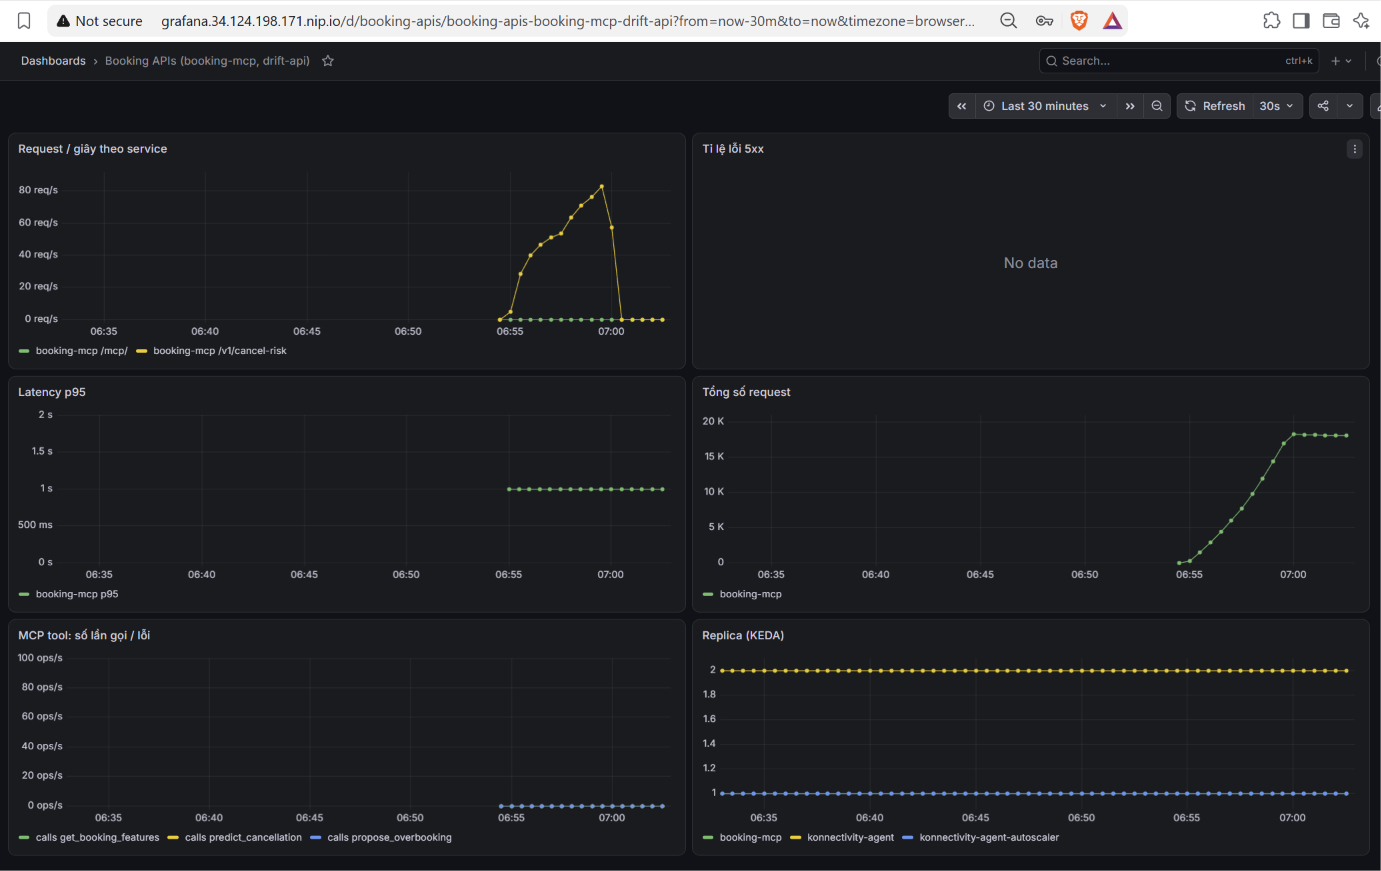 Not secure grafana.34.124.198.171.nip.io/d/booking-apis/booking-apis-booking-mcp-drift-api?from=now-30m&to=now&timezone=browser...
Dashboards › Booking APIs (booking-mcp, drift-api)
Search... ctrl+k
Last 30 minutes
Refresh 30s
Request / giây theo service
80 req/s
60 req/s
40 req/s
20 req/s
0 req/s
06:35 06:40 06:45 06:50 06:55 07:00
booking-mcp /mcp/ booking-mcp /v1/cancel-risk
Tỉ lệ lỗi 5xx
No data
Latency p95
2 s
1.5 s
1 s
500 ms
0 s
06:35 06:40 06:45 06:50 06:55 07:00
booking-mcp p95
Tổng số request
20 K
15 K
10 K
5 K
0
06:35 06:40 06:45 06:50 06:55 07:00
booking-mcp
MCP tool: số lần gọi / lỗi
100 ops/s
80 ops/s
60 ops/s
40 ops/s
20 ops/s
0 ops/s
06:35 06:40 06:45 06:50 06:55 07:00
calls get_booking_features calls predict_cancellation calls propose_overbooking
Replica (KEDA)
2
1.8
1.6
1.4
1.2
1
06:35 06:40 06:45 06:50 06:55 07:00
booking-mcp konnectivity-agent konnectivity-agent-autoscaler